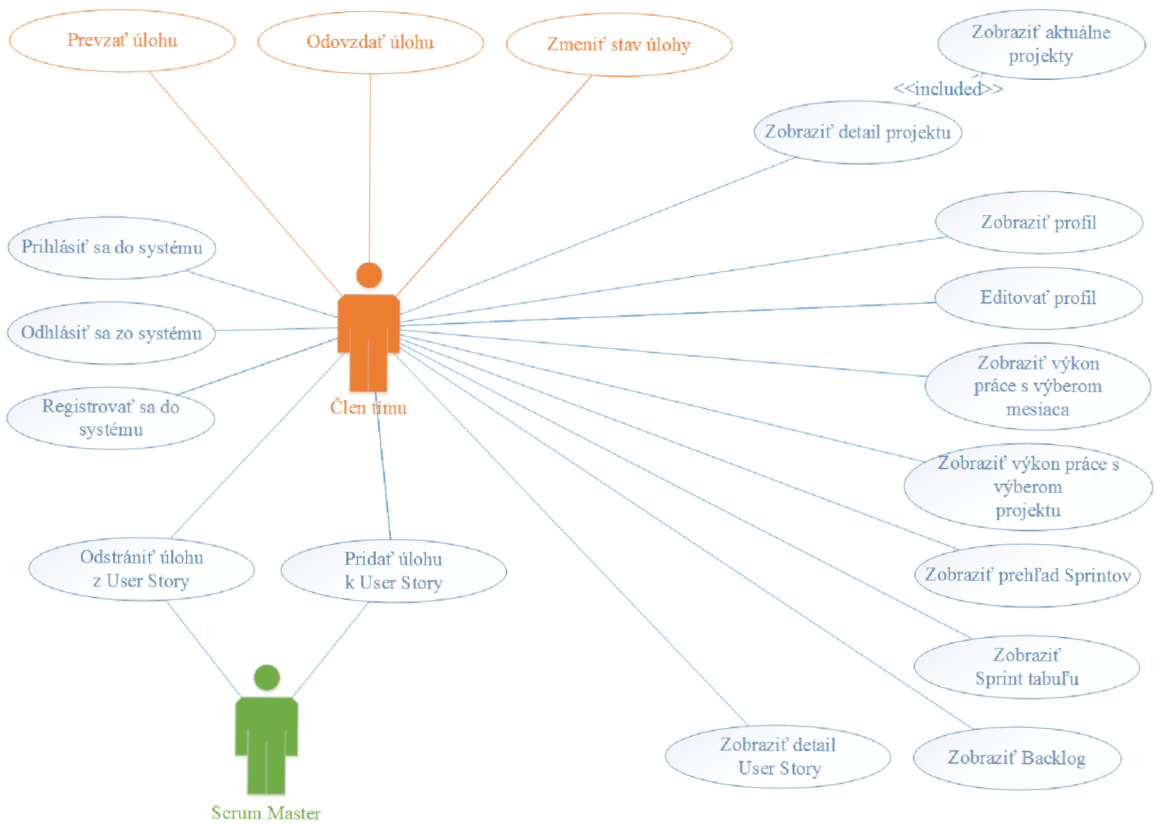 Prevzať úlohu
Odovzdať úlohu
Zmeniť stav úlohy
Zobraziť aktuálne
projekty
<<included>>
Zobraziť detail projektu
Prihlásiť sa do systému
Zobraziť profil
Editovať profil
Odhlásiť sa zo systému
Zobraziť výkon
práce s výberom
mesiaca
Registrovať sa do
systému
Člen tímu
Zobraziť výkon práce s
výberom
projektu
Odstrániť úlohu
z User Story
Pridať úlohu
k User Story
Zobraziť prehľad Sprintov
Zobraziť
Sprint tabuľu
Zobraziť detail
User Story
Zobraziť Backlog
Scrum Master